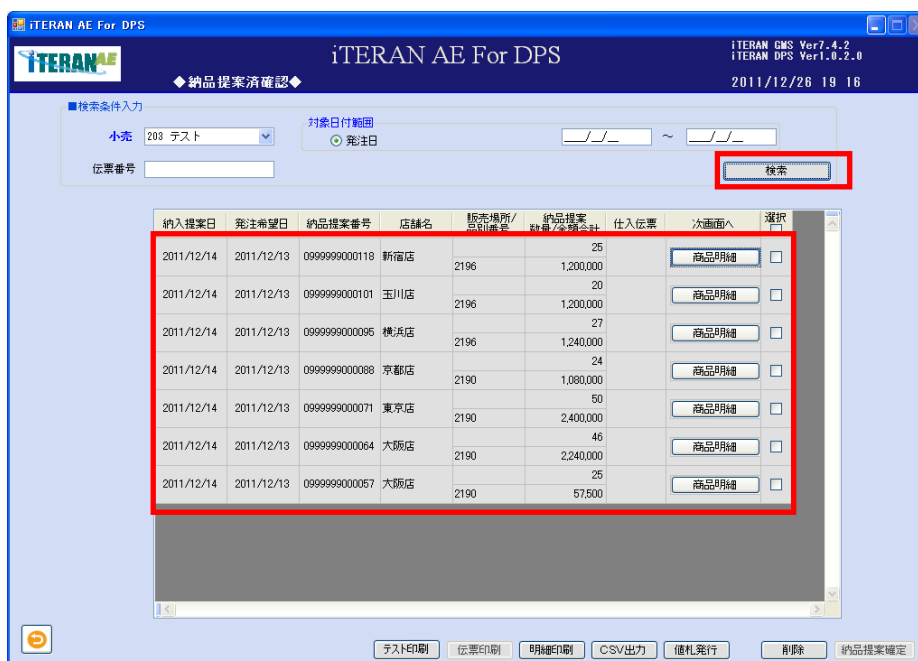 iTERAN AE For DPS
iTERAN AE
iTERAN AE For DPS
iTERAN GMS Ver7.4.2
iTERAN DPS Ver1.0.2.0
◆納品提案済確認◆
2011/12/26 19 16
■検索条件入力
小売 203 テスト
対象日付範囲
発注日 __/_/_ ～ __/_/_
伝票番号
検索
納入提案日 発注希望日 納品提案番号 店舗名 販売場所/品別番号 納品提案数量/金額合計 仕入伝票 次画面へ 選択
2011/12/14 2011/12/13 0999999000118 新宿店 2196 25 1,200,000 商品明細
2011/12/14 2011/12/13 0999999000101 玉川店 2196 20 1,200,000 商品明細
2011/12/14 2011/12/13 0999999000095 横浜店 2196 27 1,240,000 商品明細
2011/12/14 2011/12/13 0999999000088 京都店 2190 24 1,080,000 商品明細
2011/12/14 2011/12/13 0999999000071 東京店 2190 50 2,400,000 商品明細
2011/12/14 2011/12/13 0999999000064 大阪店 2190 46 2,240,000 商品明細
2011/12/14 2011/12/13 0999999000057 大阪店 2190 25 57,500 商品明細
テスト印刷 伝票印刷 明細印刷 CSV出力 値札発行 削除 納品提案確定